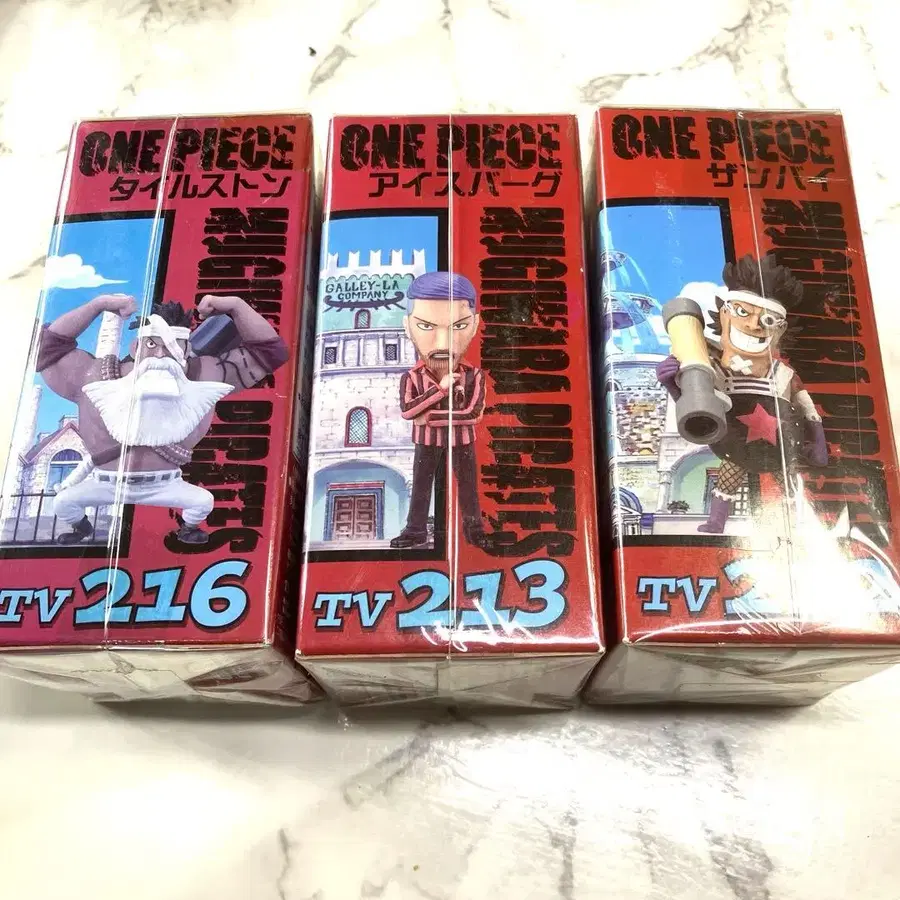 ONE PIECE
タイルストン
MUGIWARA PIRATES
TV 216
ONE PIECE
アイスバーグ
MUGIWARA PIRATES
GALLEY-LA
COMPANY
TV 213
ONE PIECE
ザンバイ
MUGIWARA PIRATES
TV